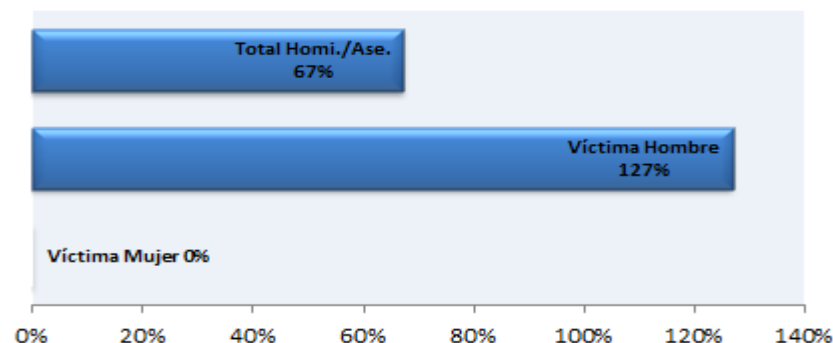 Total Homi./Ase.
67%
Víctima Hombre
127%
Víctima Mujer 0%
0% 20% 40% 60% 80% 100% 120% 140%